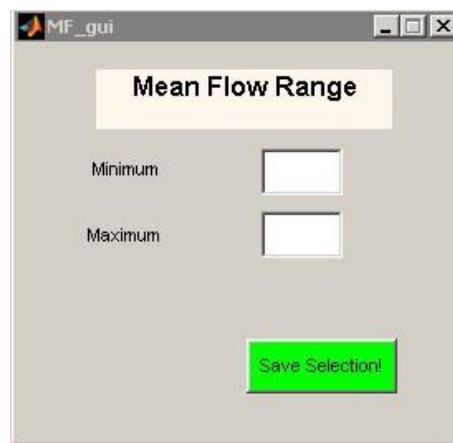 MF_gui
Mean Flow Range
Minimum
Maximum
Save Selection!